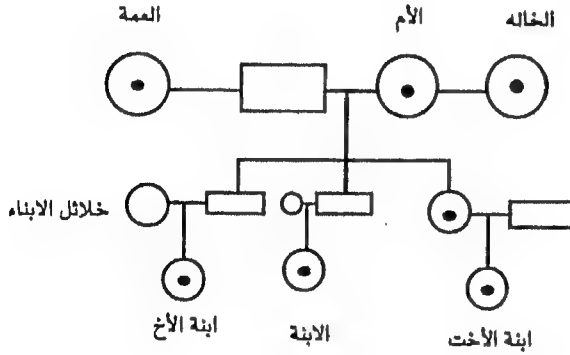 الخاله
الأم
العمة
خلائل الابناء
ابنة الأخ
الابنة
ابنة الأخت